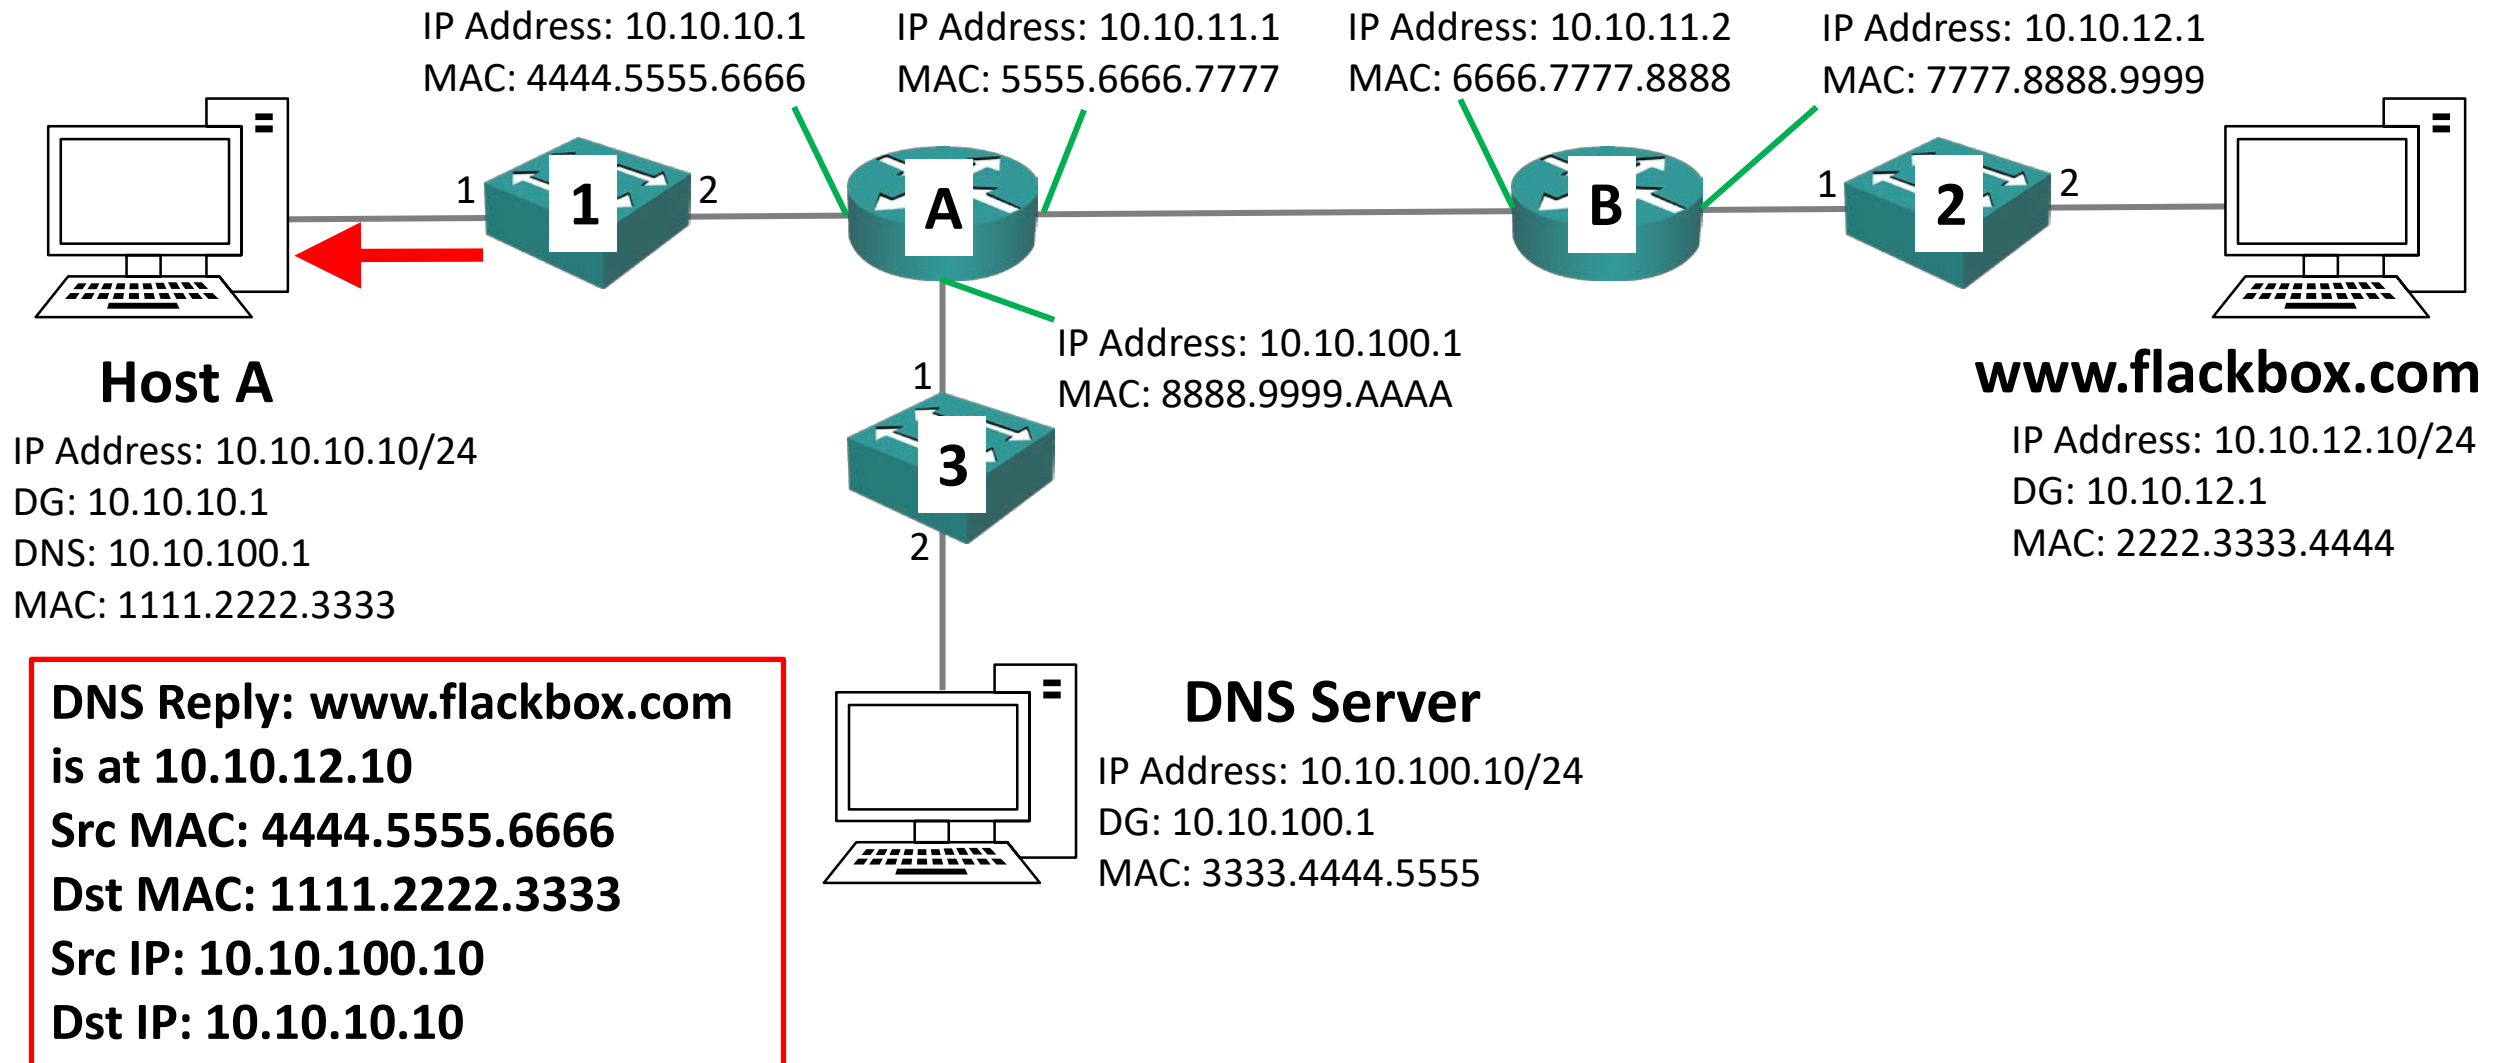 IP Address: 10.10.10.1
MAC: 4444.5555.6666
IP Address: 10.10.11.1
MAC: 5555.6666.7777
IP Address: 10.10.11.2
MAC: 6666.7777.8888
IP Address: 10.10.12.1
MAC: 7777.8888.9999
1
1
2
A
B
1
2
2
Host A
IP Address: 10.10.10.10/24
DG: 10.10.10.1
DNS: 10.10.100.1
MAC: 1111.2222.3333
IP Address: 10.10.100.1
MAC: 8888.9999.AAAA
1
3
2
www.flackbox.com
IP Address: 10.10.12.10/24
DG: 10.10.12.1
MAC: 2222.3333.4444
DNS Reply: www.flackbox.com
is at 10.10.12.10
Src MAC: 4444.5555.6666
Dst MAC: 1111.2222.3333
Src IP: 10.10.100.10
Dst IP: 10.10.10.10
DNS Server
IP Address: 10.10.100.10/24
DG: 10.10.100.1
MAC: 3333.4444.5555